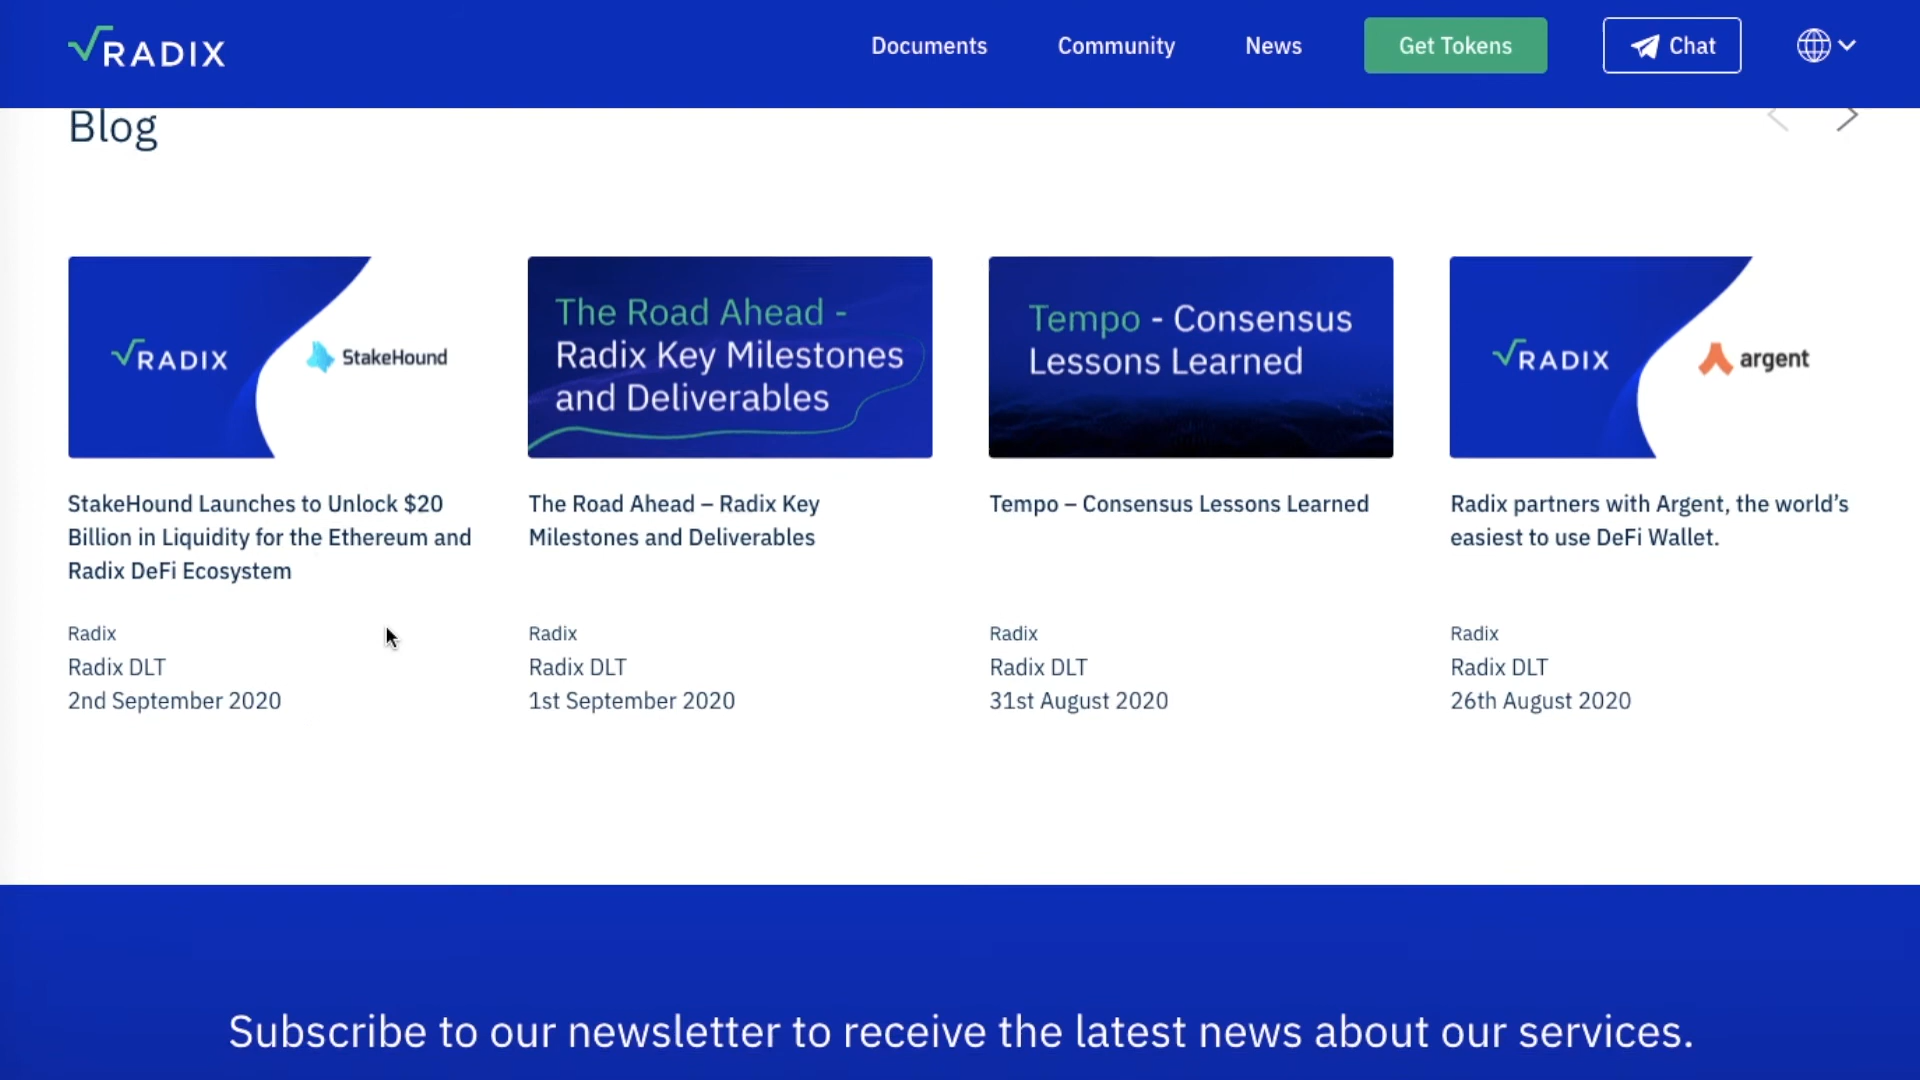 RADIX
Documents
Community
News
Get Tokens
Chat
Blog
RADIX
StakeHound
The Road Ahead -
Radix Key Milestones
and Deliverables
Tempo - Consensus
Lessons Learned
RADIX
argent
StakeHound Launches to Unlock $20
Billion in Liquidity for the Ethereum and
Radix DeFi Ecosystem
Radix
Radix DLT
2nd September 2020
The Road Ahead – Radix Key
Milestones and Deliverables
Radix
Radix DLT
1st September 2020
Tempo – Consensus Lessons Learned
Radix
Radix DLT
31st August 2020
Radix partners with Argent, the world’s
easiest to use DeFi Wallet.
Radix
Radix DLT
26th August 2020
Subscribe to our newsletter to receive the latest news about our services.